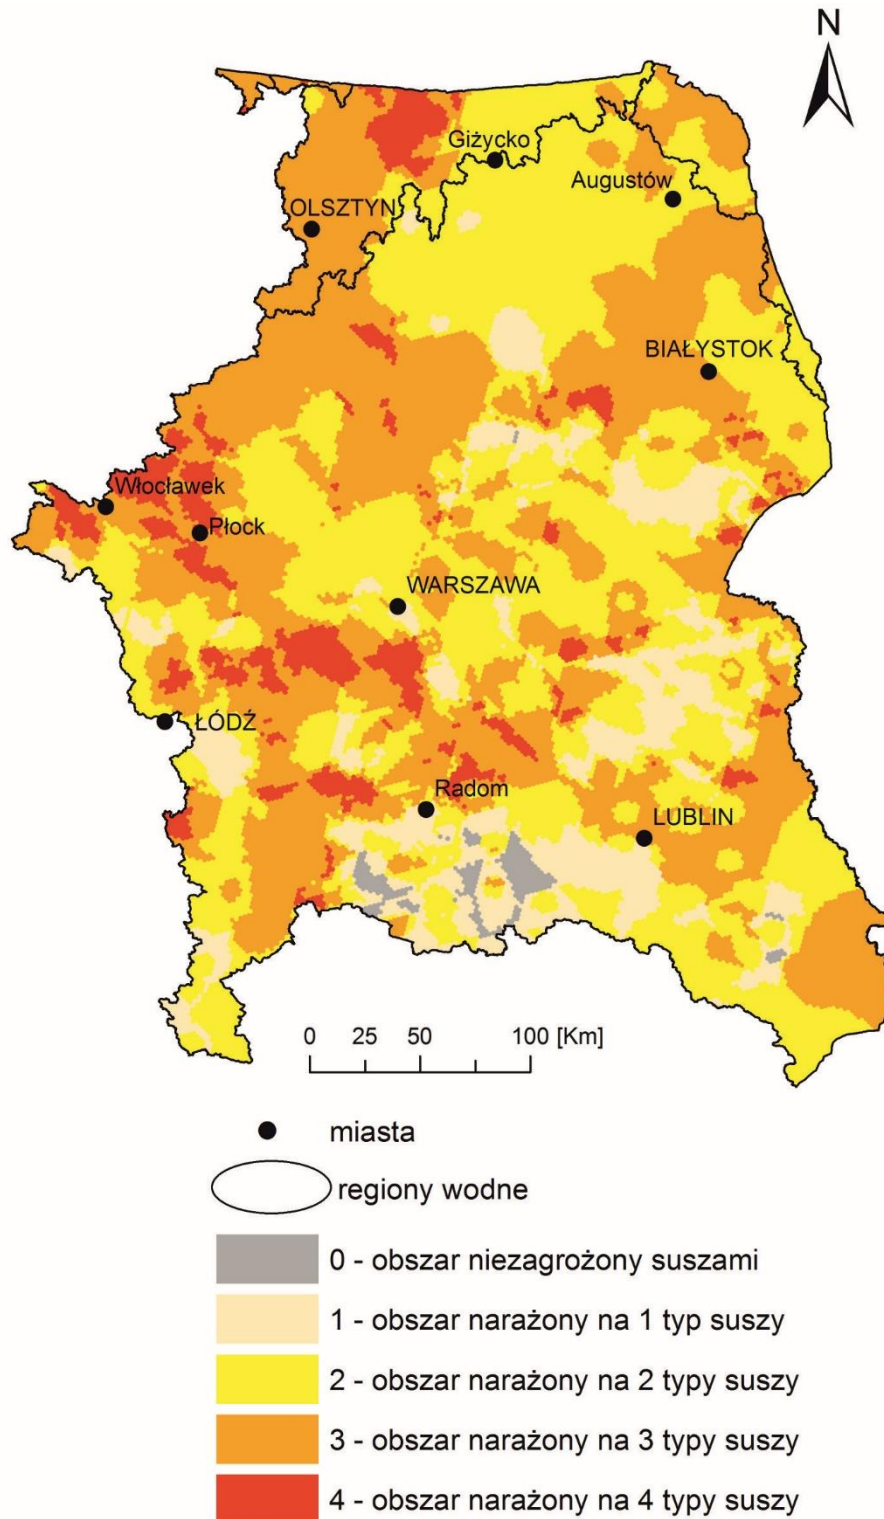 N
Giżycko
Augustów
OLSZTYN
BIAŁYSTOK
Włocławek
Płock
WARSZAWA
ŁÓDŹ
Radom
LUBLIN
0 25 50 100 [Km]
miasta
regiony wodne
0 - obszar niezagrożony suszami
1 - obszar narażony na 1 typ suszy
2 - obszar narażony na 2 typy suszy
3 - obszar narażony na 3 typy suszy
4 - obszar narażony na 4 typy suszy